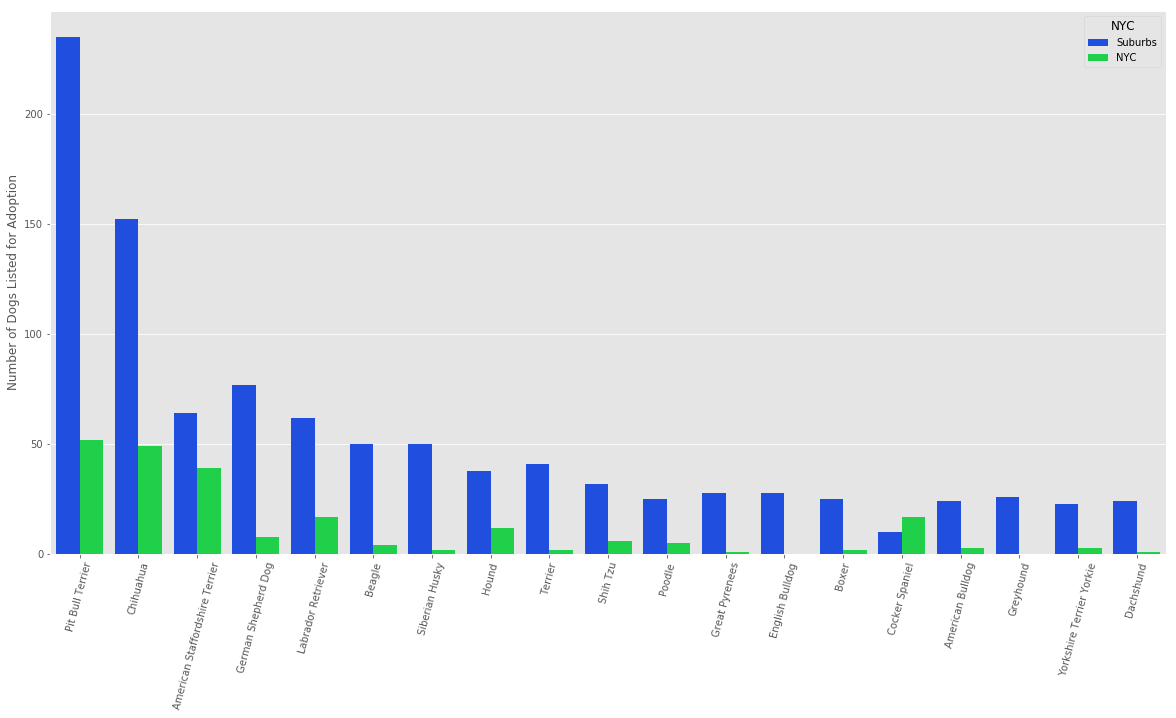 NYC
Suburbs
NYC
Number of Dogs Listed for Adoption
200
150
100
50
0
Pit Bull Terrier
Chihuahua
American Staffordshire Terrier
German Shepherd Dog
Labrador Retriever
Beagle
Siberian Husky
Hound
Terrier
Shih Tzu
Poodle
Great Pyrenees
English Bulldog
Boxer
Cocker Spaniel
American Bulldog
Greyhound
Yorkshire Terrier Yorkie
Dachshund